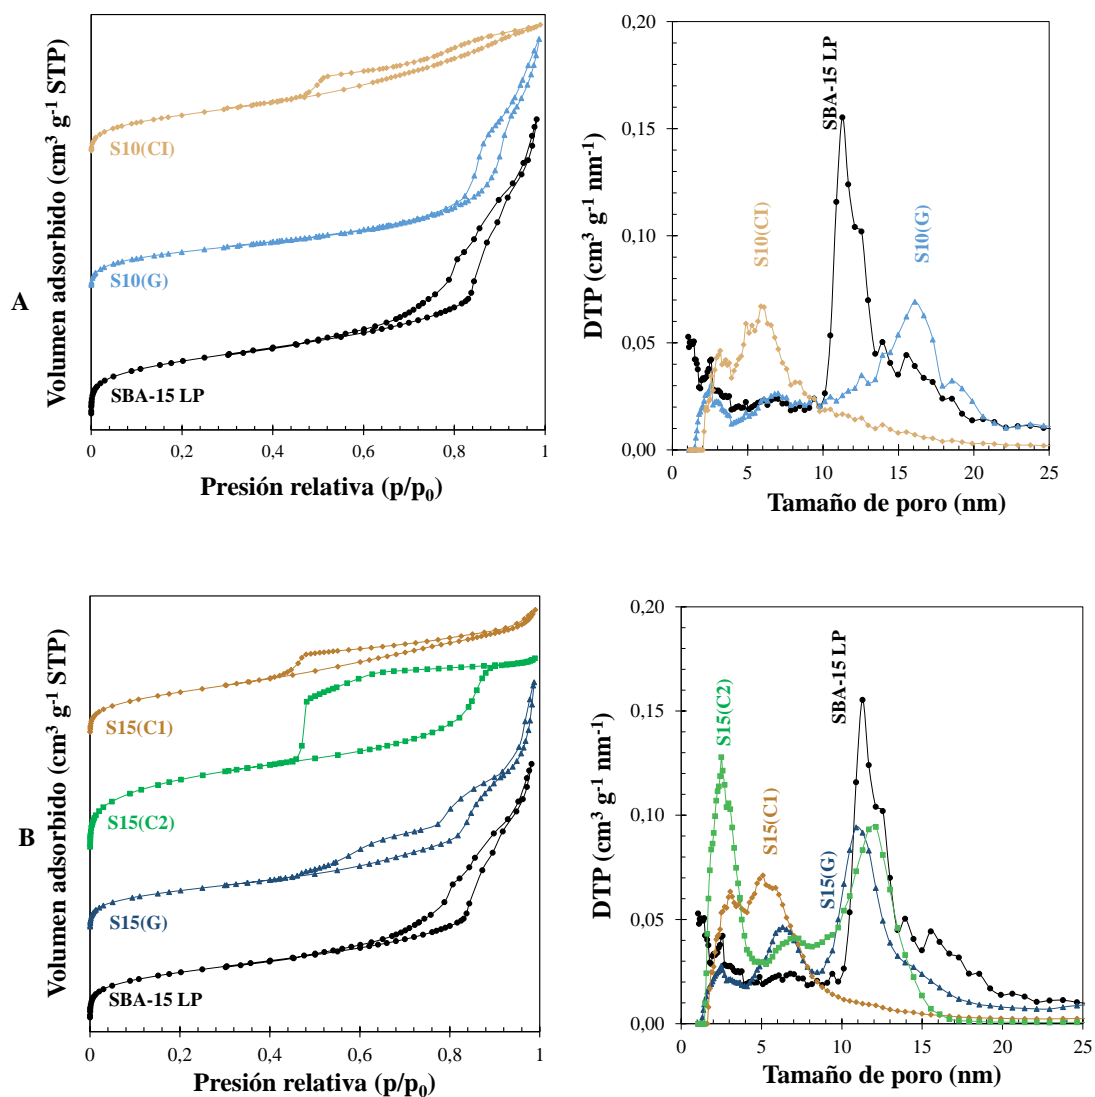 A
Volumen adsorbido (cm³ g⁻¹ STP)
S10(CI)
S10(G)
SBA-15 LP
0
0,2
0,4
0,6
0,8
1
Presión relativa (p/p₀)
DTP (cm³ g⁻¹ nm⁻¹)
0,20
0,15
0,10
0,05
0,00
S10(CI)
SBA-15 LP
S10(G)
0
5
10
15
20
25
Tamaño de poro (nm)
B
Volumen adsorbido (cm³ g⁻¹ STP)
S15(C1)
S15(C2)
S15(G)
SBA-15 LP
0
0,2
0,4
0,6
0,8
1
Presión relativa (p/p₀)
DTP (cm³ g⁻¹ nm⁻¹)
0,20
0,15
0,10
0,05
0,00
S15(C2)
S15(C1)
S15(G)
SBA-15 LP
0
5
10
15
20
25
Tamaño de poro (nm)